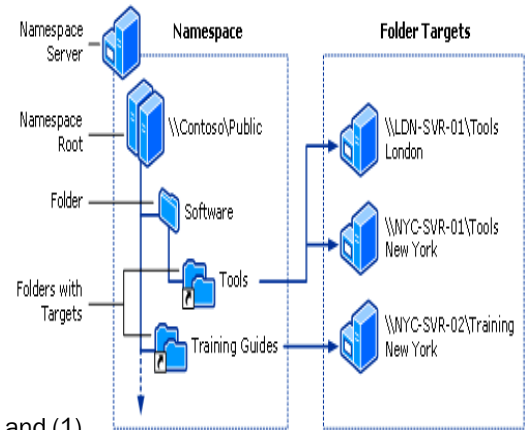 Namespace
Server
Namespace
Folder Targets
Namespace
Root
\\Contoso\Public
\\LDN-SVR-01\Tools
London
Folder
Software
\\NYC-SVR-01\Tools
New York
Folders with
Targets
Tools
Training Guides
\\NYC-SVR-02\Training
New York
and (1)